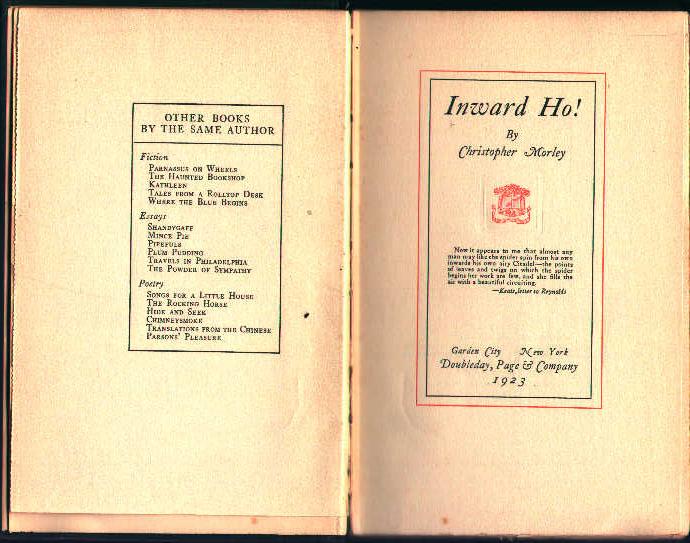 OTHER BOOKS
BY THE SAME AUTHOR
Fiction
PARNASSUS ON WHEELS
THE HAUNTED BOOKSHOP
KATHLEEN
TALES FROM A ROLLTOP DESK
WHERE THE BLUE BEGINS
Essays
SHANDYGAFF
MINCE PIE
PIPEFULS
PLUM PUDDING
TRAVELS IN PHILADELPHIA
THE POWDER OF SYMPATHY
Poetry
SONGS FOR A LITTLE HOUSE
THE ROCKING HORSE
HIDE AND SEEK
CHIMNEYSMOKE
TRANSLATIONS FROM THE CHINESE
PARSONS' PLEASURE
Inward Ho!
By
Christopher Morley
Now it appears to me that almost any
man may like the spider spin from his own
inwards his own airy Citadel—the points
of leaves and twigs on which the spider
begins her work are few, and she fills the
air with a beautiful circuiting.
—Keats, letter to Reynolds
Garden City New York
Doubleday, Page & Company
1923